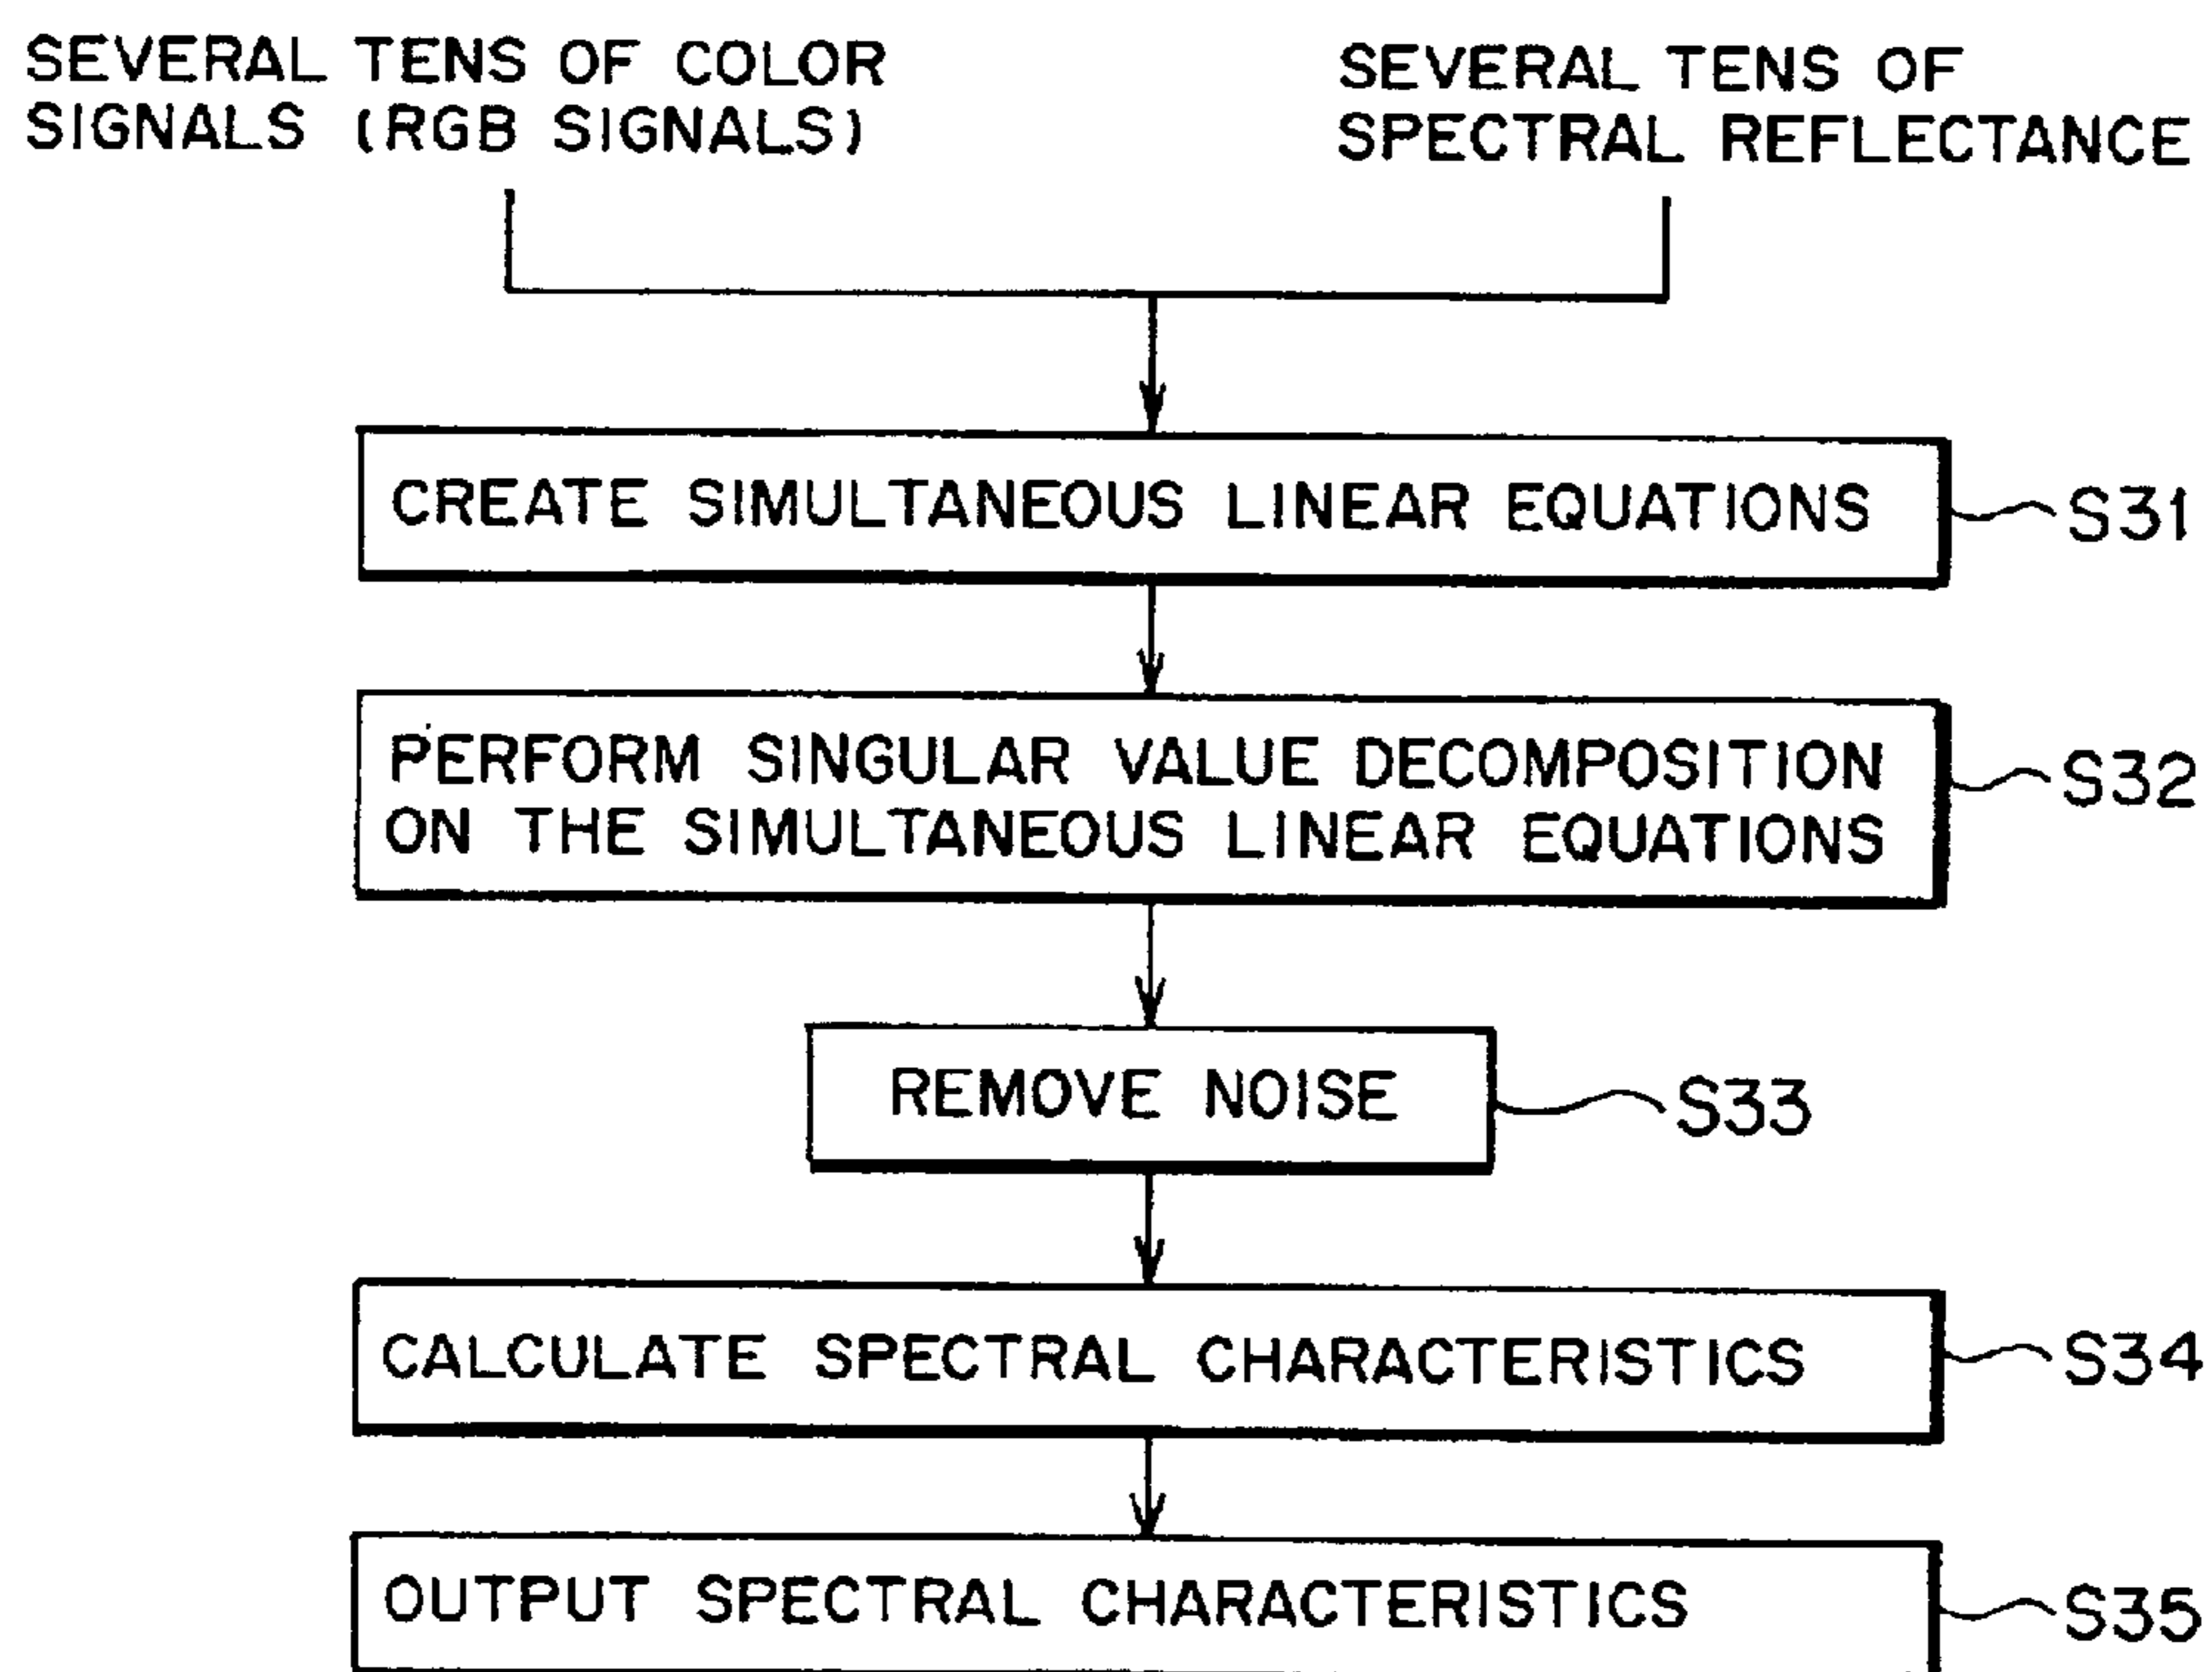 SEVERAL TENS OF COLOR
SIGNALS (RGB SIGNALS)
SEVERAL TENS OF
SPECTRAL REFLECTANCE
CREATE SIMULTANEOUS LINEAR EQUATIONS
S31
PERFORM SINGULAR VALUE DECOMPOSITION
ON THE SIMULTANEOUS LINEAR EQUATIONS
S32
REMOVE NOISE
S33
CALCULATE SPECTRAL CHARACTERISTICS
S34
OUTPUT SPECTRAL CHARACTERISTICS
S35